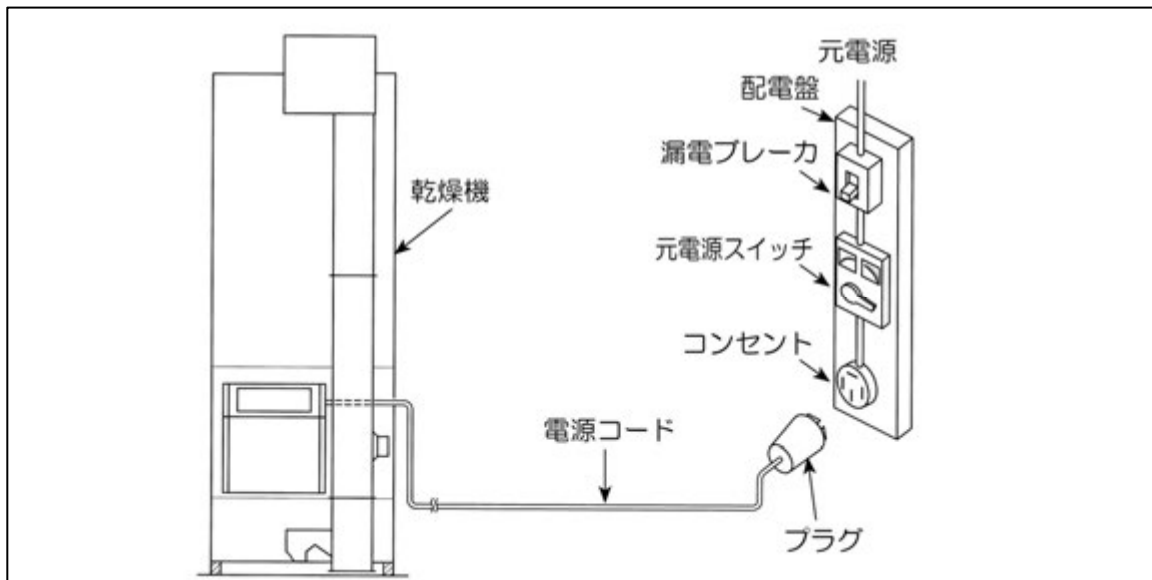 元電源
配電盤
漏電ブレーカ
乾燥機
元電源スイッチ
コンセント
電源コード
プラグ